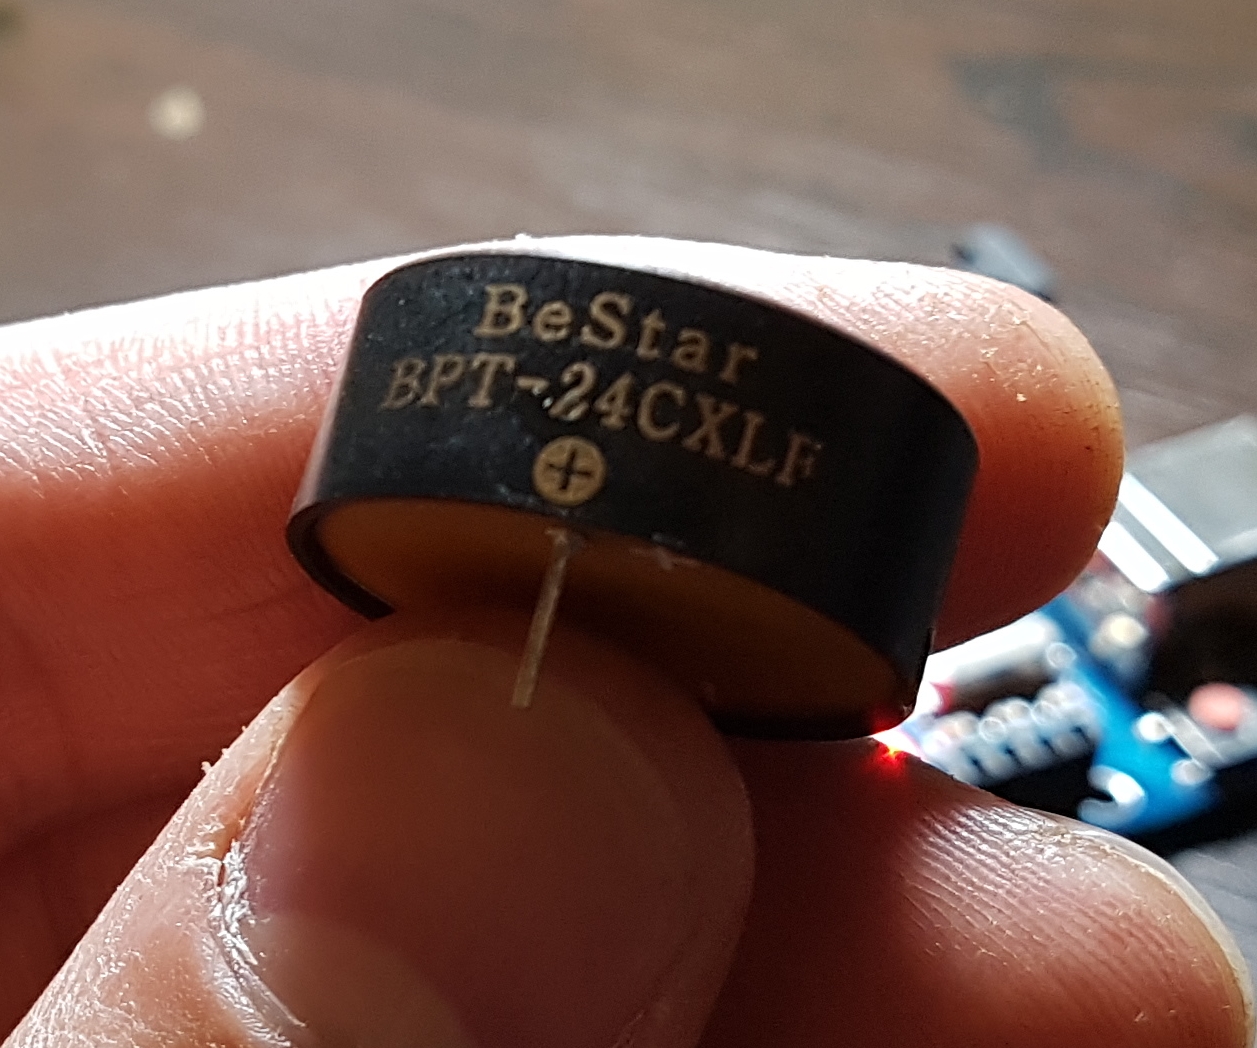 BeStar
BPT-24CXLF
+